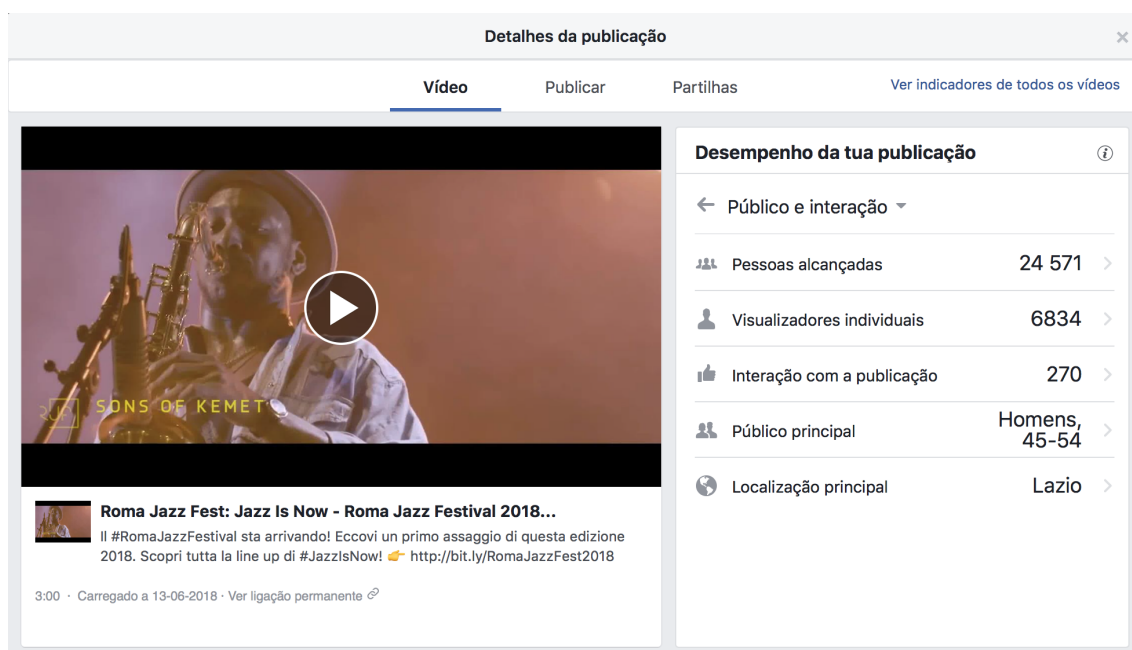 Detalhes da publicação
Vídeo
Publicar
Partilhas
Ver indicadores de todos os vídeos
RJF
SONS OF KEMET
Roma Jazz Fest: Jazz Is Now - Roma Jazz Festival 2018...
Il #RomaJazzFestival sta arrivando! Eccovi un primo assaggio di questa edizione
2018. Scopri tutta la line up di #JazzIsNow! 👉 http://bit.ly/RomaJazzFest2018
3:00 · Carregado a 13-06-2018 · Ver ligação permanente
Desempenho da tua publicação
Público e interação
Pessoas alcançadas 24 571
Visualizadores individuais 6834
Interação com a publicação 270
Público principal Homens,
45-54
Localização principal Lazio